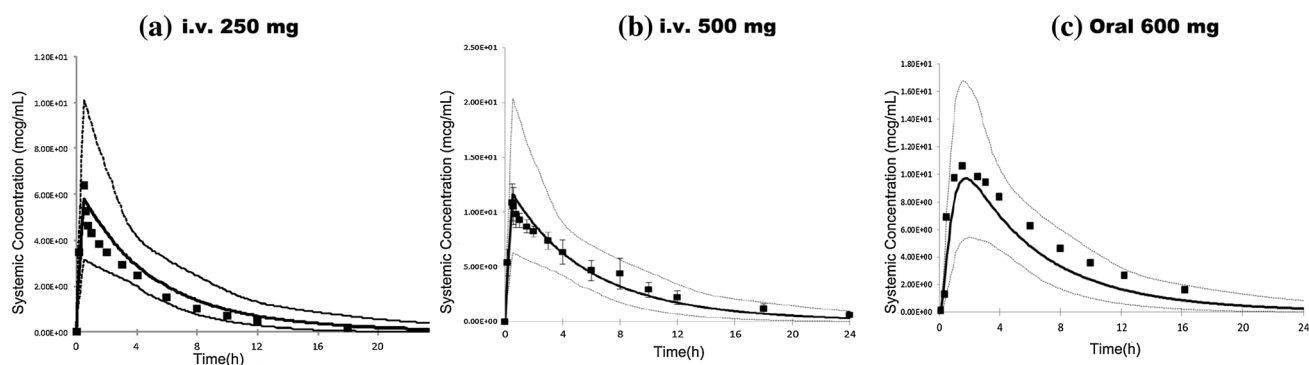 (a) i.v. 250 mg
Systemic Concentration (mcg/mL)
1.20E+01
1.00E+01
8.00E+00
6.00E+00
4.00E+00
2.00E+00
0.00E+00
0 4 8 12 16 20
Time(h)
(b) i.v. 500 mg
Systemic Concentration (mcg/mL)
2.50E+01
2.00E+01
1.50E+01
1.00E+01
5.00E+00
0.00E+00
0 4 8 12 16 20 24
Time(h)
(c) Oral 600 mg
Systemic Concentration (mcg/mL)
1.80E+01
1.60E+01
1.40E+01
1.20E+01
1.00E+01
8.00E+00
6.00E+00
4.00E+00
2.00E+00
0.00E+00
0 4 8 12 16 20 24
Time(h)